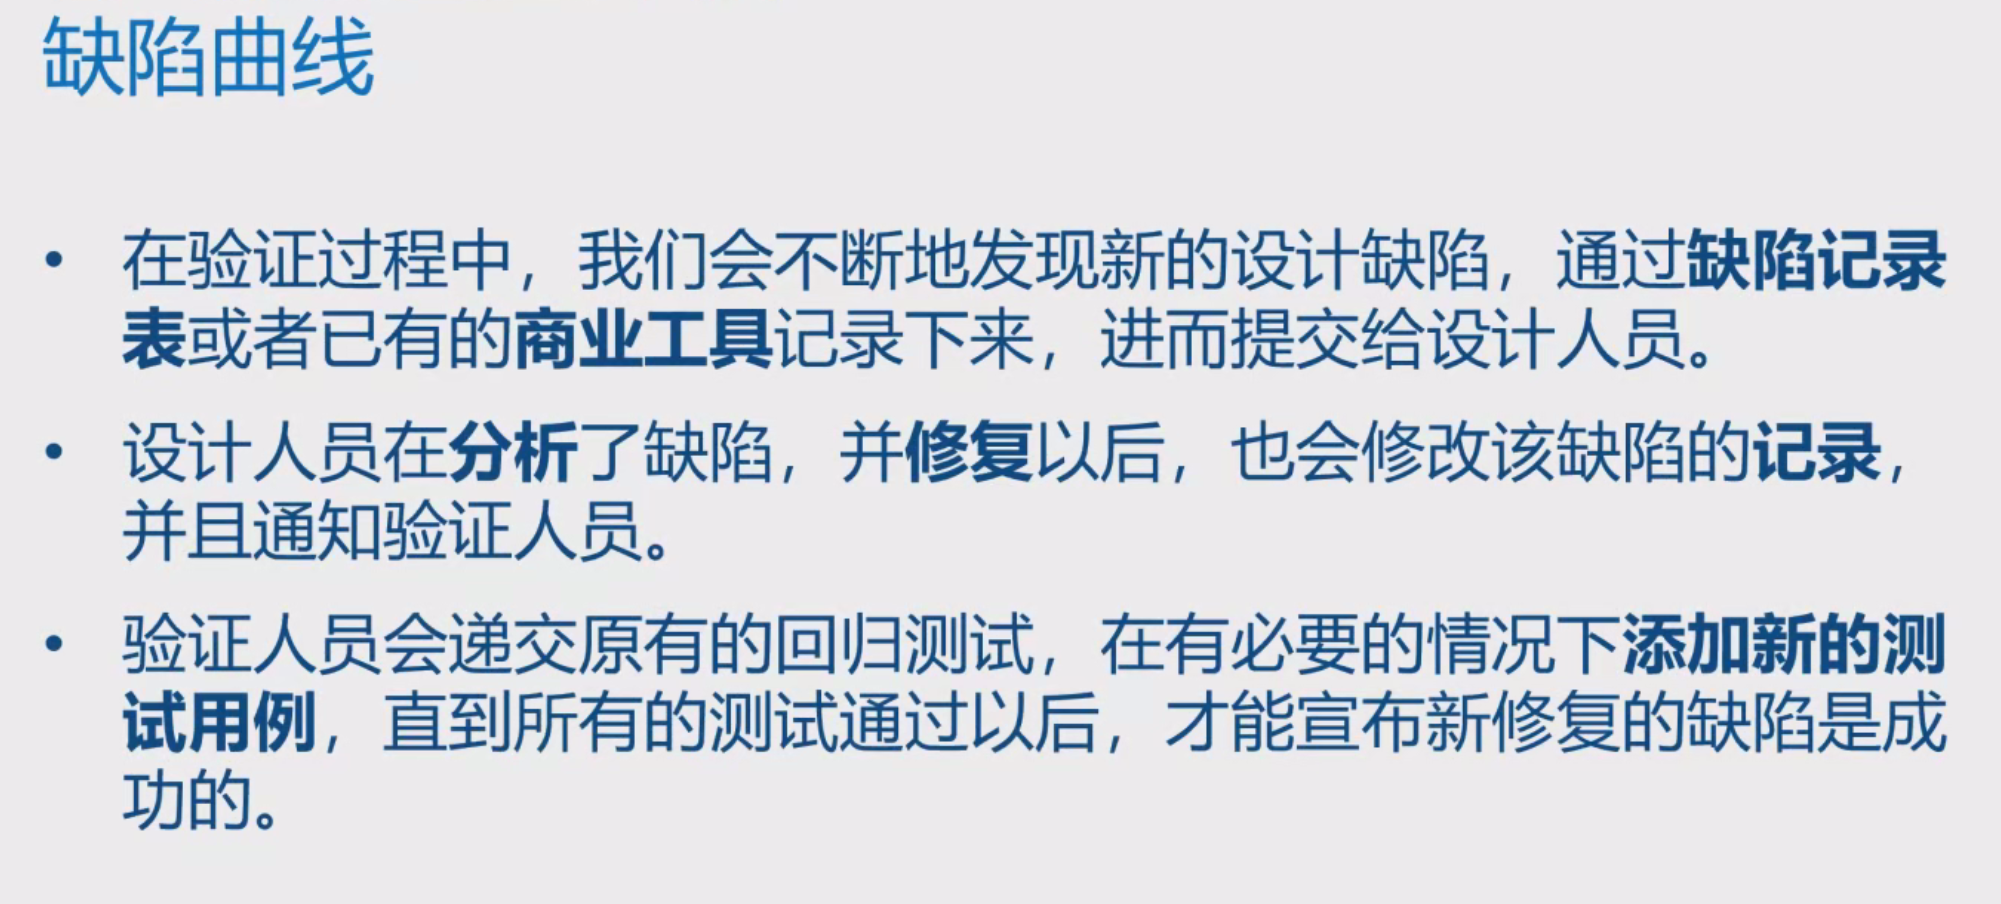 缺陷曲线
• 在验证过程中，我们会不断地发现新的设计缺陷，通过缺陷记录
表或者已有的商业工具记录下来，进而提交给设计人员。
• 设计人员在分析了缺陷，并修复以后，也会修改该缺陷的记录，
并且通知验证人员。
• 验证人员会递交原有的回归测试，在有必要的情况下添加新的测
试用例，直到所有的测试通过以后，才能宣布新修复的缺陷是成
功的。